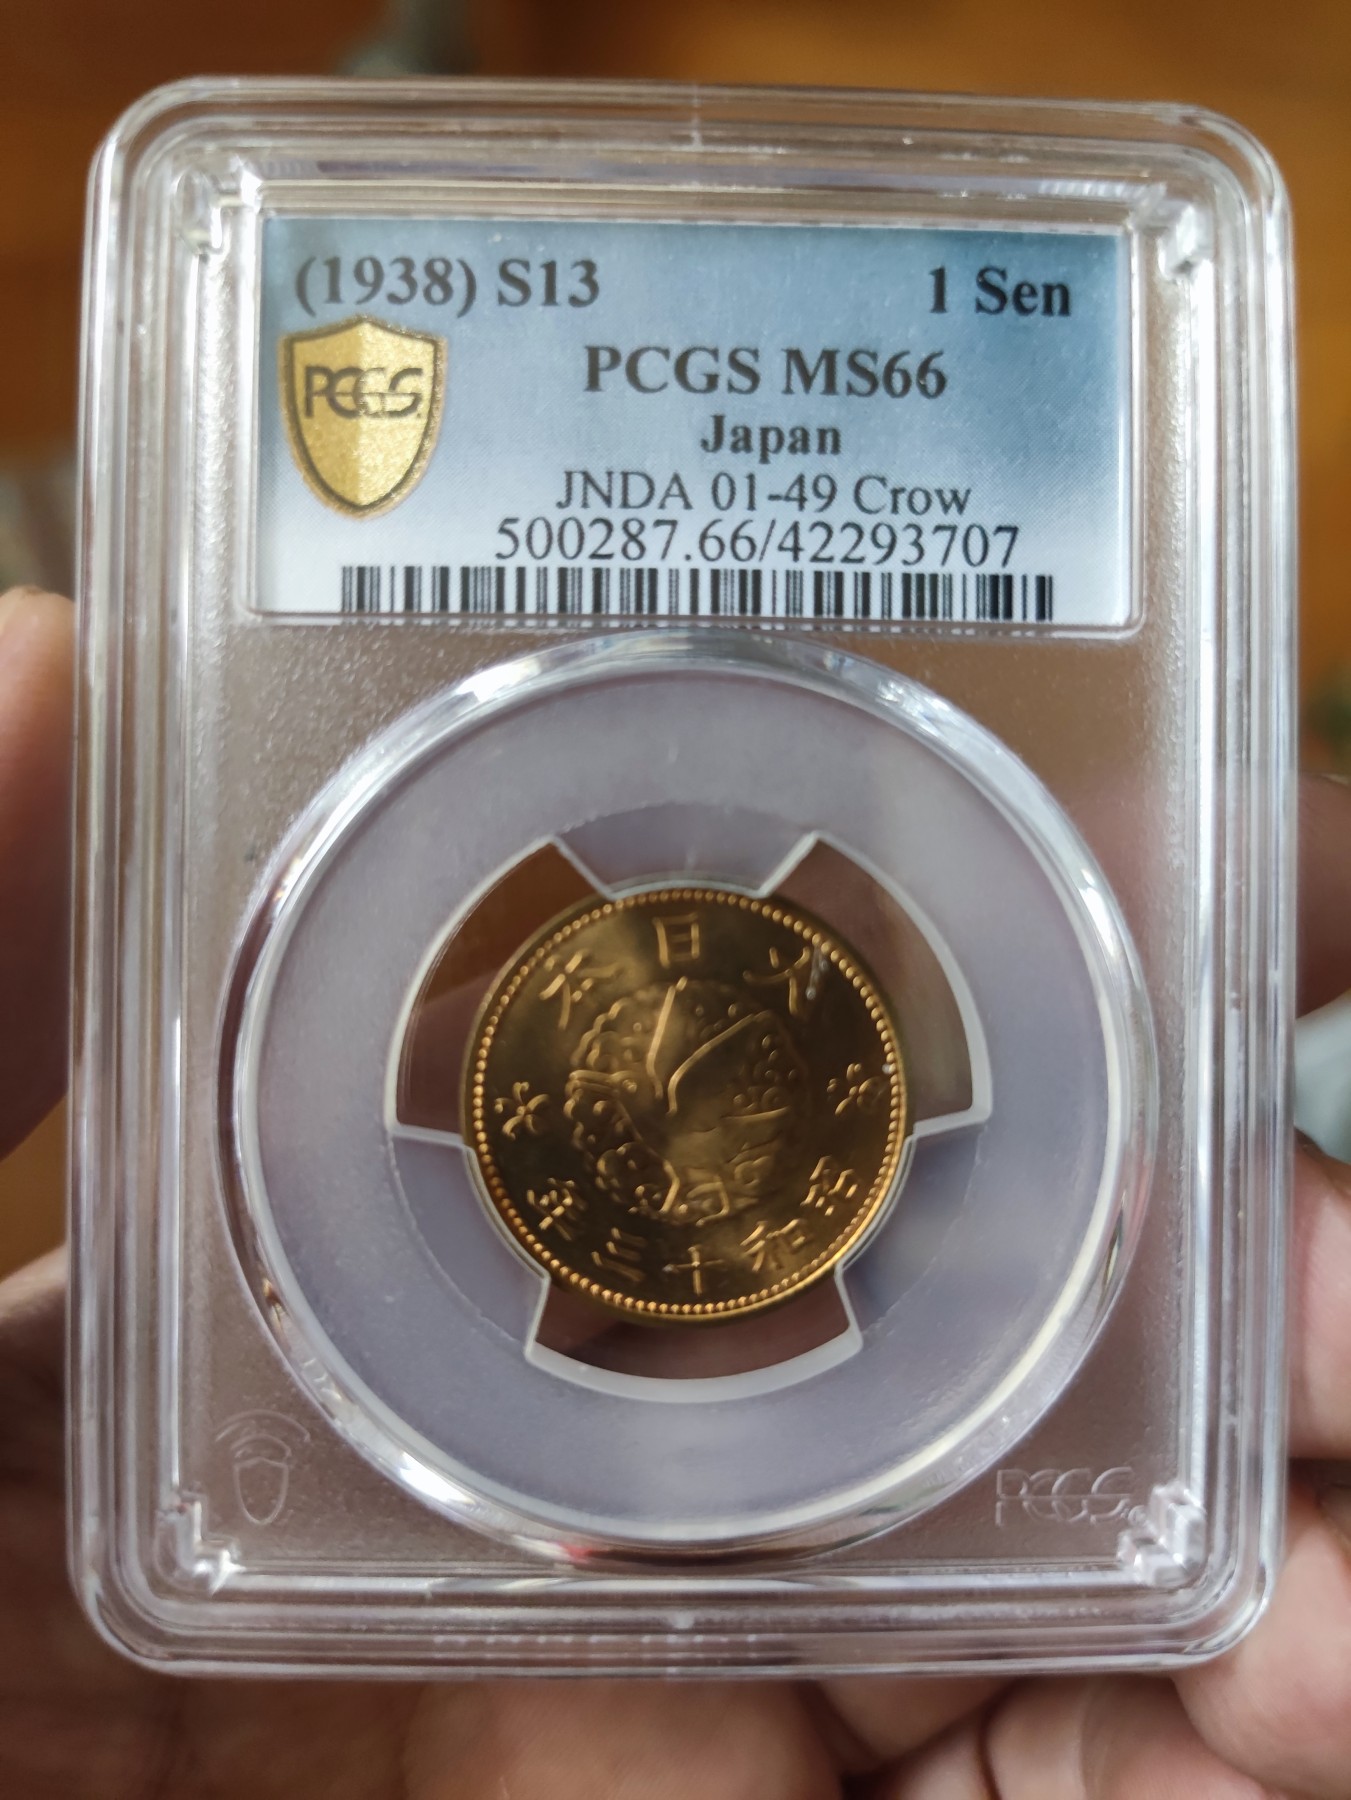 (1938) S13 1 Sen
PCGS
PCGS MS66
Japan
JNDA 01-49 Crow
500287.66/42293707
大日本
昭和十三年
PCGS